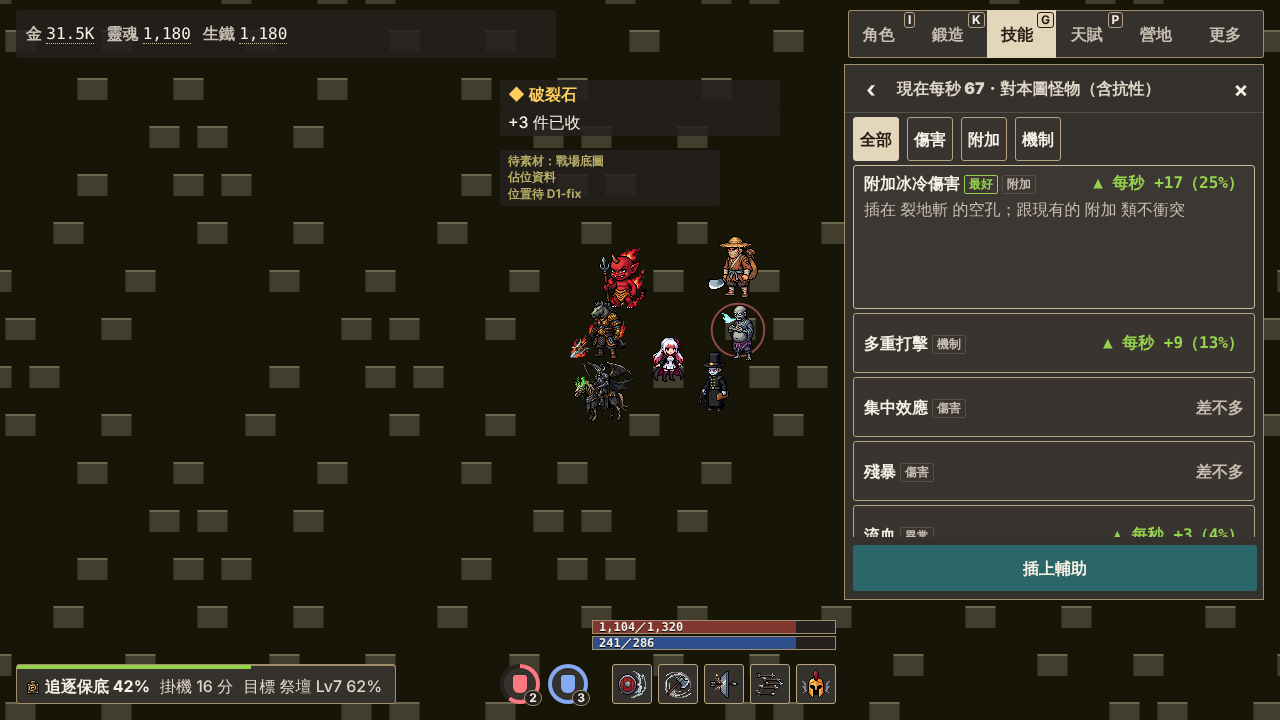 金 31.5K 靈魂 1,180 生鐵 1,180
角色 I 鍛造 K 技能 G 天賦 P 營地 更多
◆ 破裂石
+3 件已收
待素材：戰場底圖
佔位資料
位置待 D1-fix
‹ 現在每秒 67・對本圖怪物（含抗性） ×
全部 傷害 附加 機制
附加冰冷傷害 最好 附加 ▲ 每秒 +17（25%）
插在 裂地斬 的空孔；跟現有的 附加 類不衝突
多重打擊 機制 ▲ 每秒 +9（13%）
集中效應 傷害 差不多
殘暴 傷害 差不多
流血 異常 ▲ 每秒 +3（4%）
插上輔助
1,104／1,320
241／286
追逐保底 42% 掛機 16 分 目標 祭壇 Lv7 62%
2 3